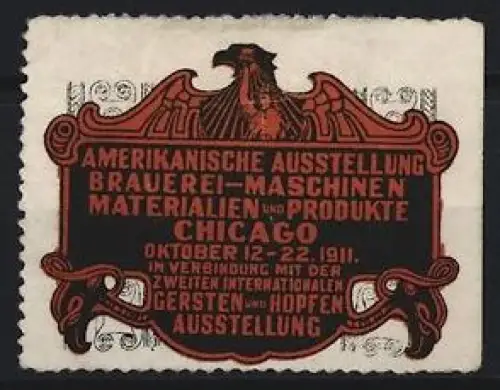 AMERIKANISCHE AUSSTELLUNG
BRAUEREI-MASCHINEN
MATERIALIEN UND PRODUKTE
CHICAGO
OKTOBER 12-22. 1911.
IN VERBINDUNG MIT DER
ZWEITEN INTERNATIONALEN
GERSTEN UND HOPFEN
AUSSTELLUNG